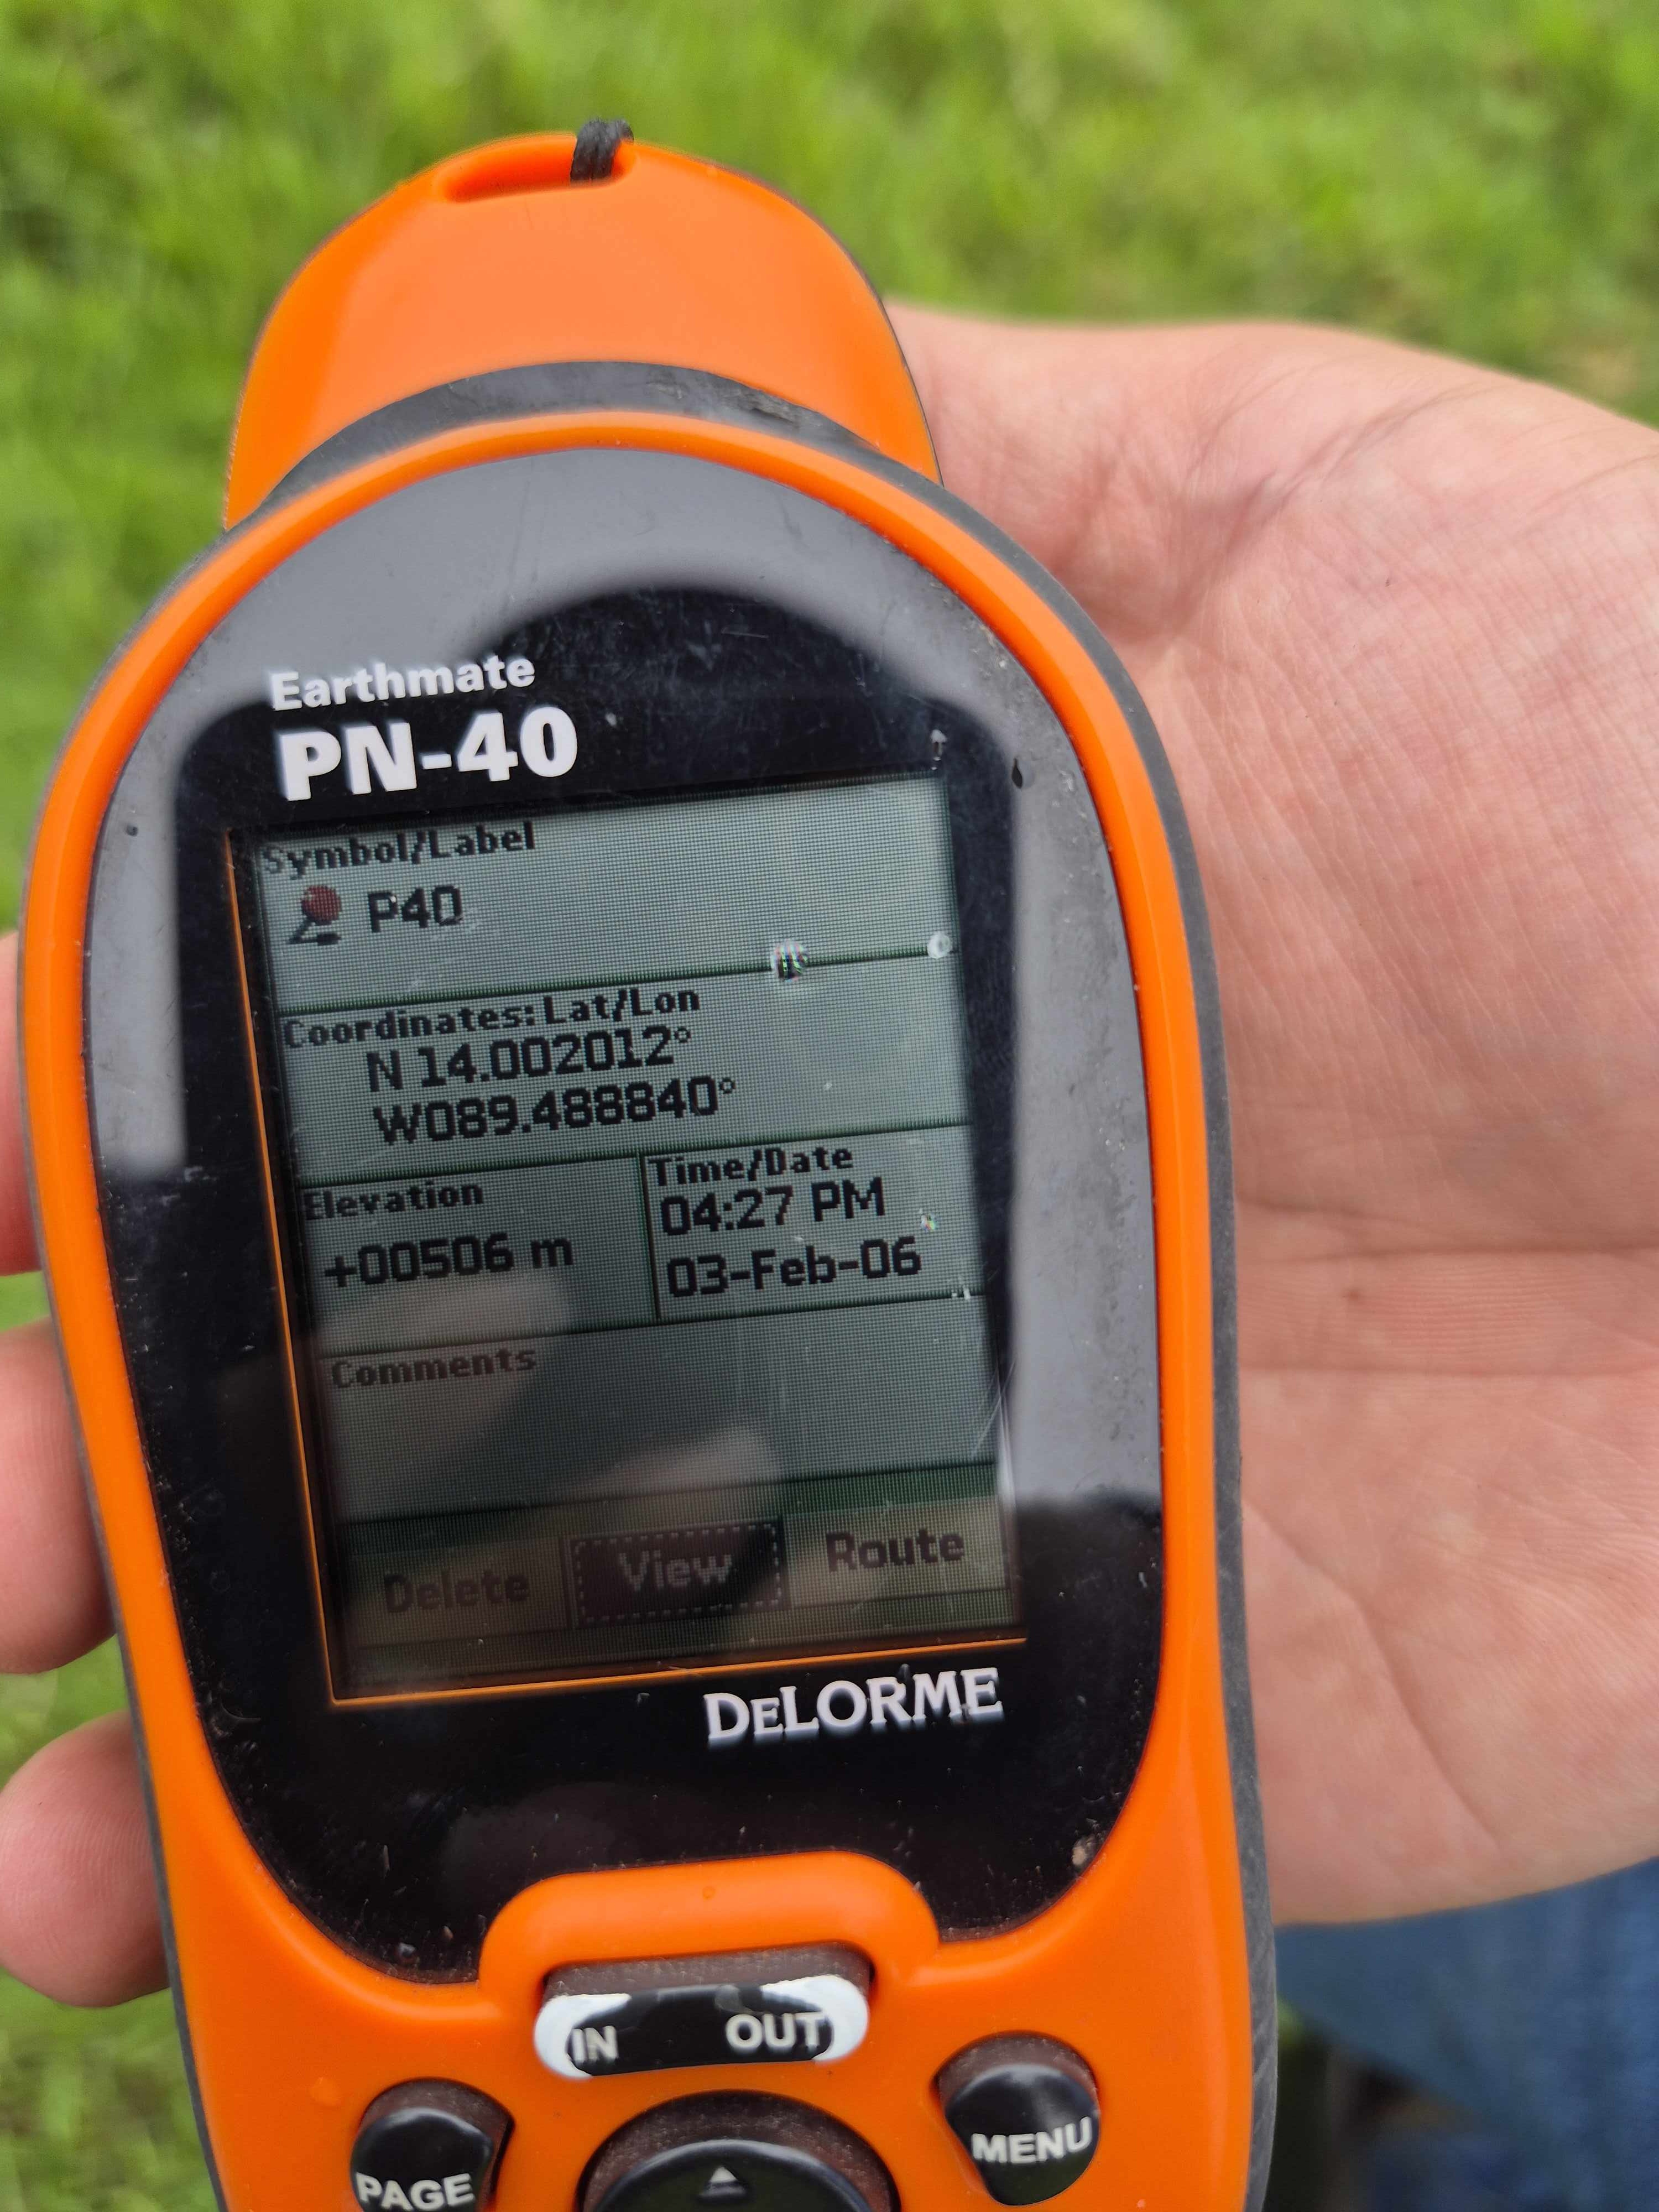 Earthmate
PN-40
Symbol/Label
P40
Coordinates: Lat/Lon
N 14.002012°
W089.488840°
Elevation
+00506 m
Time/Date
04:27 PM
03-Feb-06
Comments
Delete View Route
DELORME
IN OUT
PAGE MENU